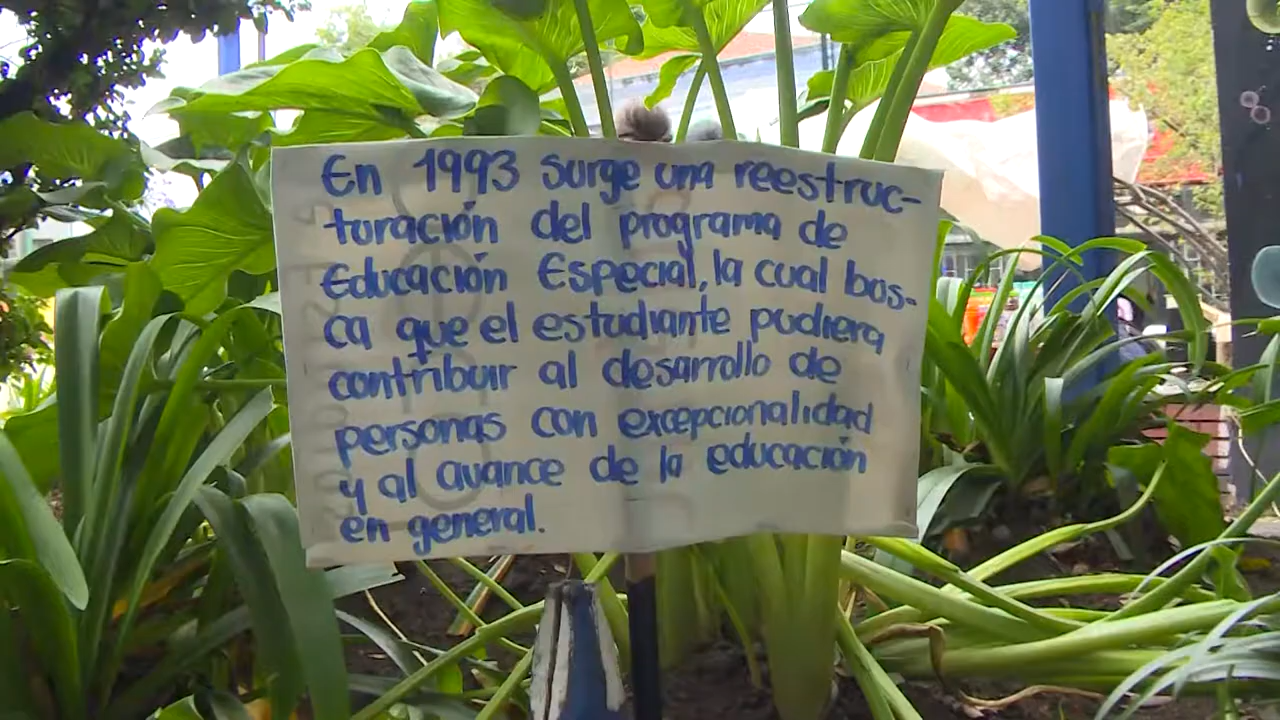 En 1993 surge una reestruc-
turación del programa de
Educación Especial, la cual bus-
ca que el estudiante pudiera
contribuir al desarrollo de
personas con excepcionalidad
y al avance de la educación
en general.